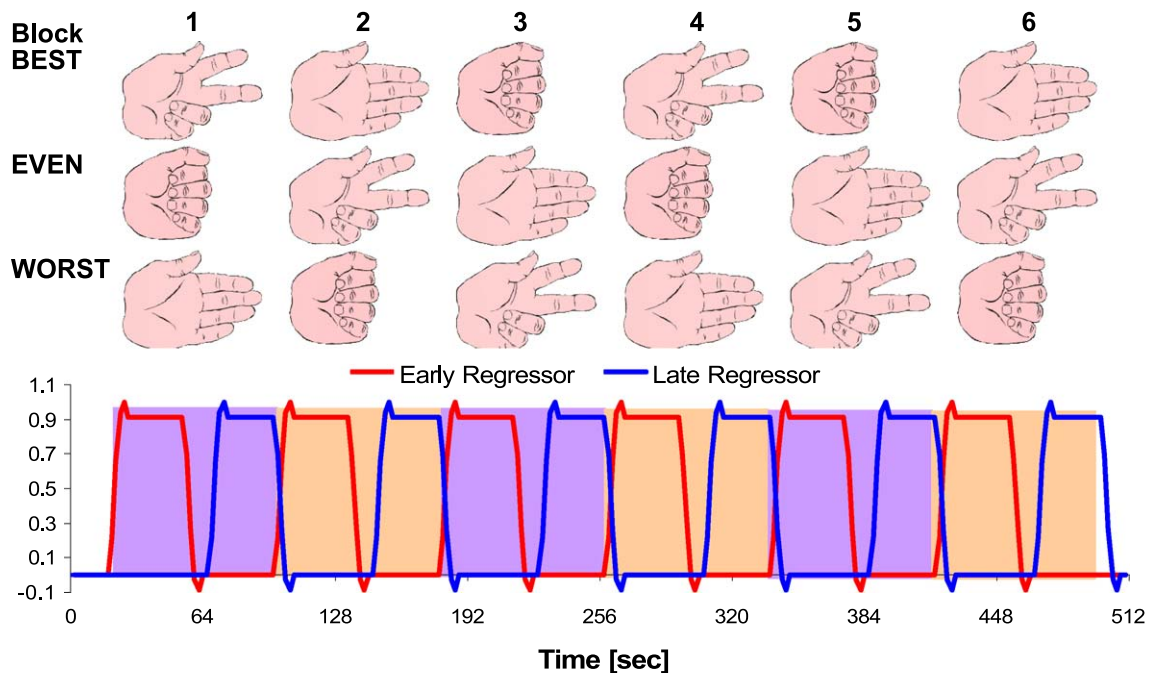 Block 1 2 3 4 5 6
BEST
EVEN
WORST
Early Regressor Late Regressor
1.1
0.9
0.7
0.5
0.3
0.1
-0.1
0 64 128 192 256 320 384 448 512
Time [sec]